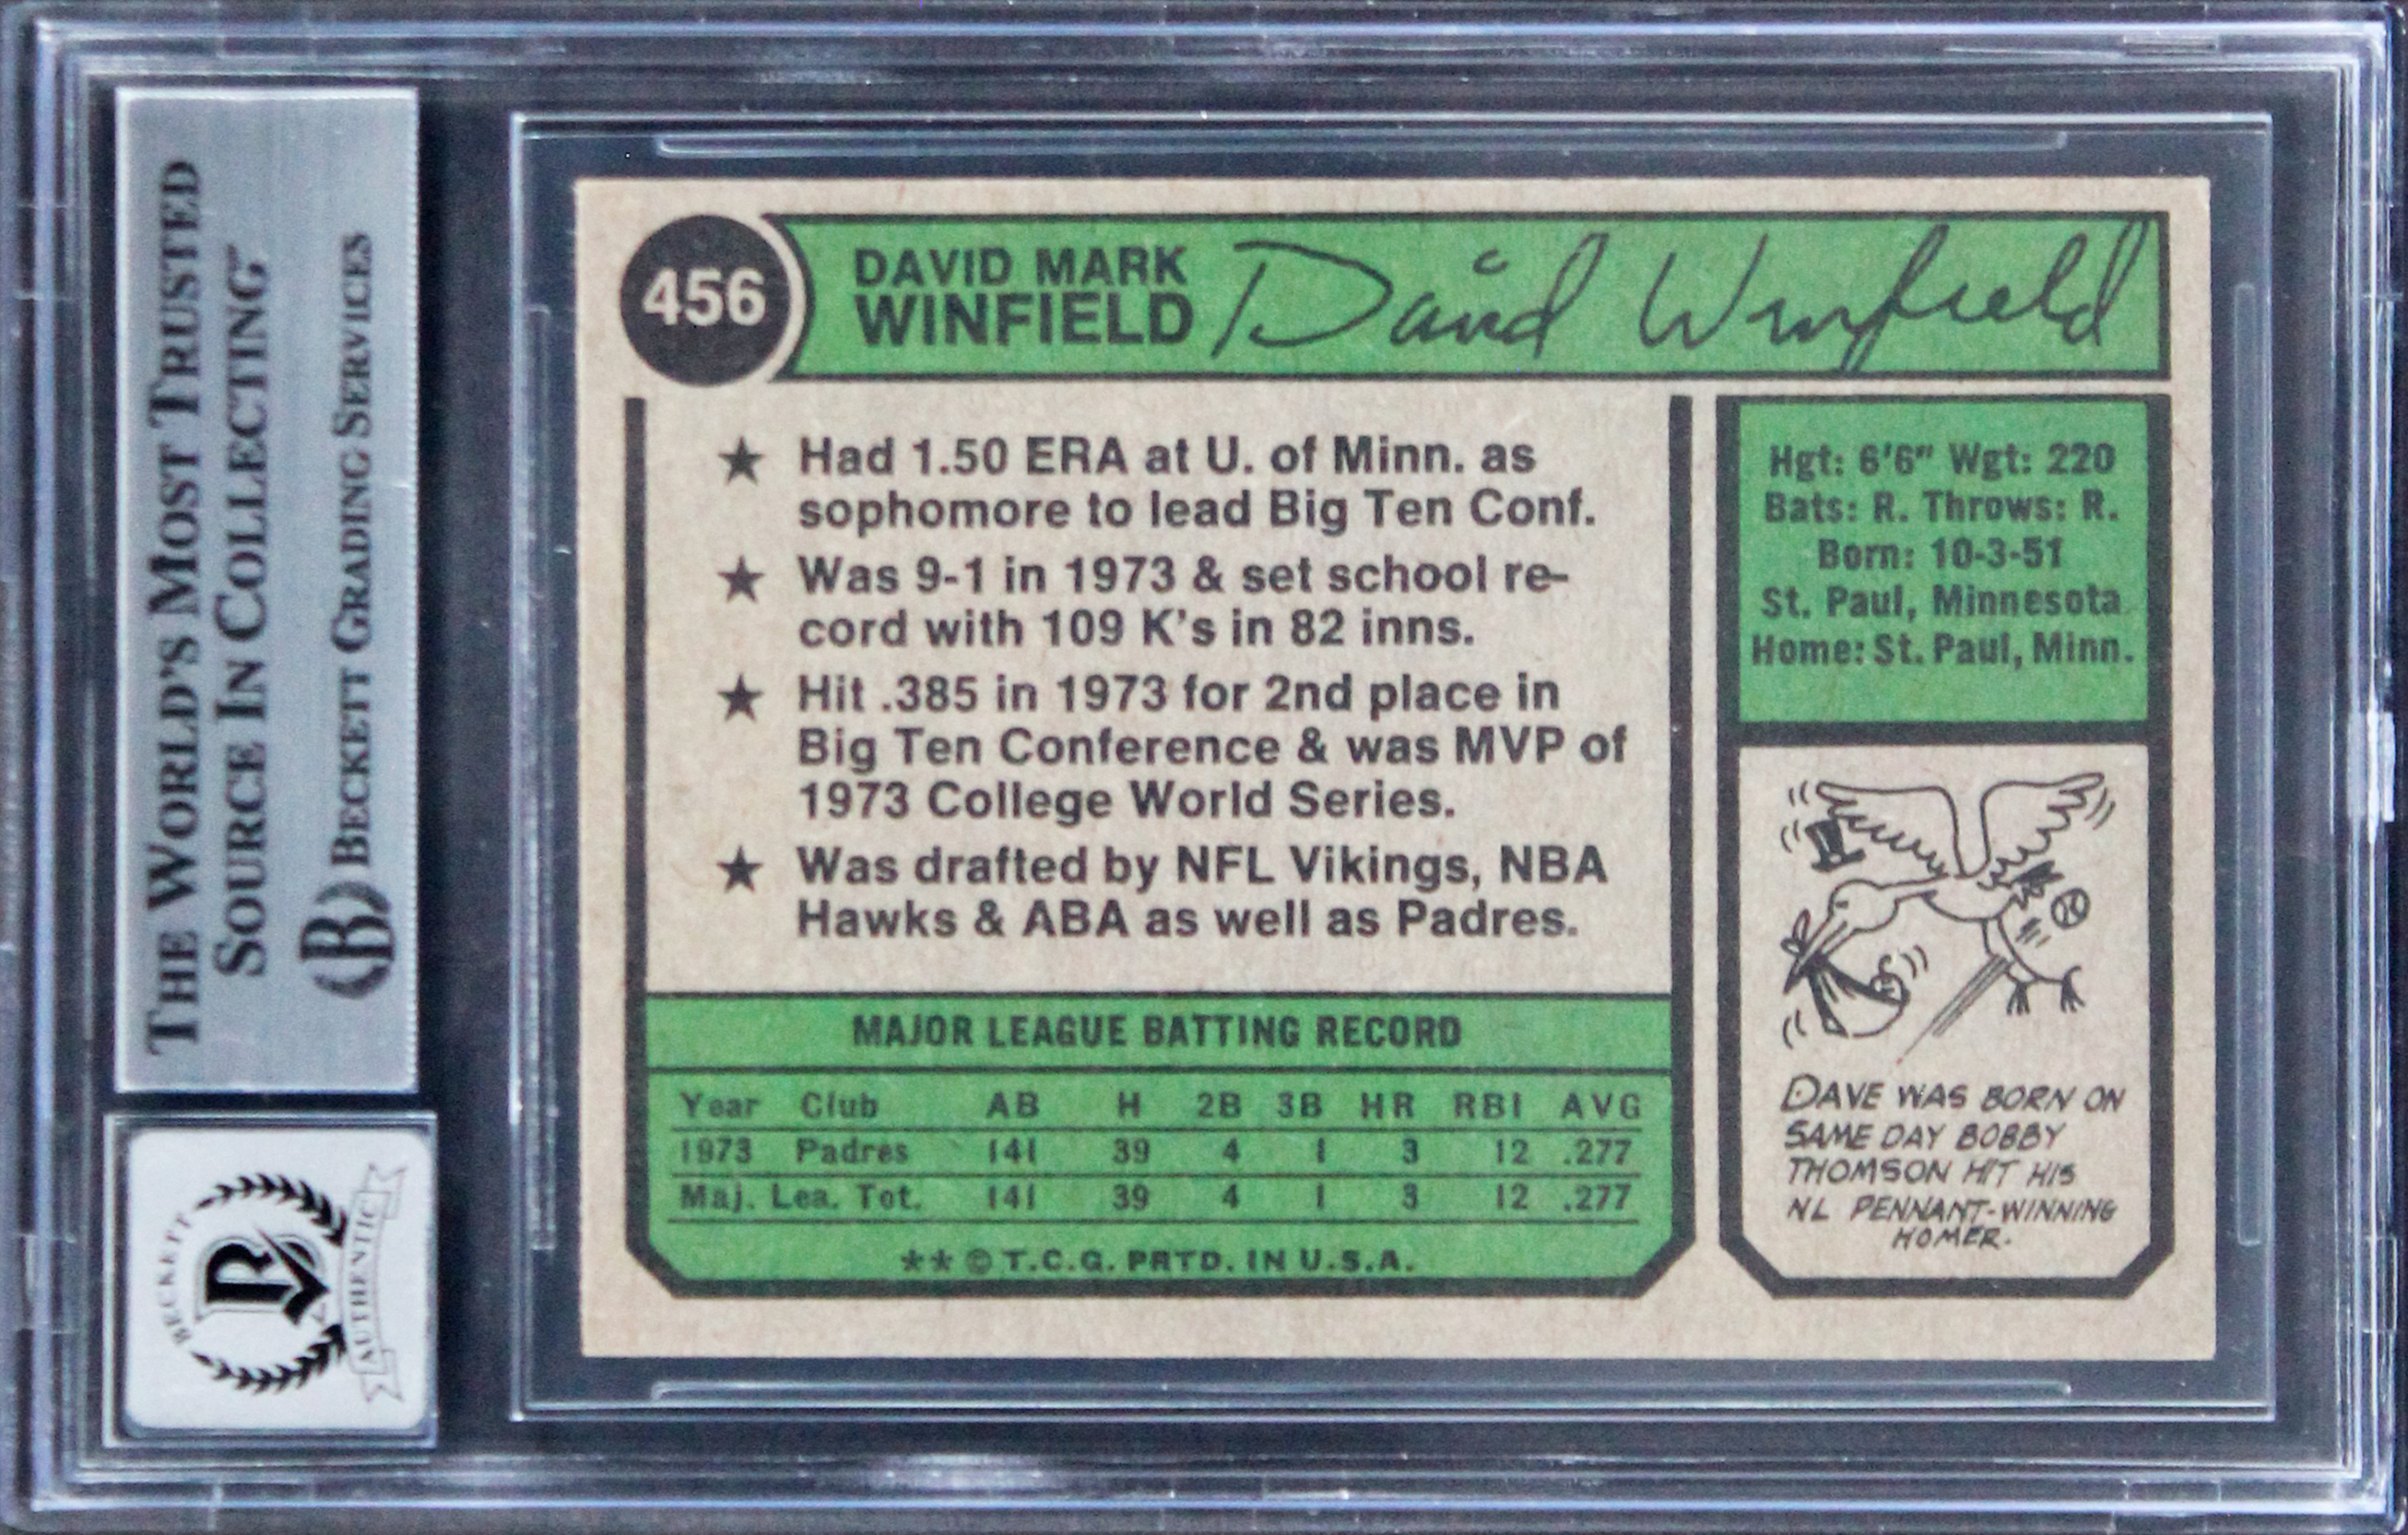 THE WORLD'S MOST TRUSTED
SOURCE IN COLLECTING™
BECKETT GRADING SERVICES
BECKETT
AUTHENTIC
456
DAVID MARK
WINFIELD
David Winfield
★ Had 1.50 ERA at U. of Minn. as
sophomore to lead Big Ten Conf.
★ Was 9-1 in 1973 & set school re-
cord with 109 K's in 82 inns.
★ Hit .385 in 1973 for 2nd place in
Big Ten Conference & was MVP of
1973 College World Series.
★ Was drafted by NFL Vikings, NBA
Hawks & ABA as well as Padres.
MAJOR LEAGUE BATTING RECORD
Year Club AB H 2B 3B HR RBI AVG
1973 Padres 141 39 4 1 3 12 .277
Maj. Lea. Tot. 141 39 4 1 3 12 .277
** © T.C.G. PRTD. IN U.S.A.
Hgt: 6'6" Wgt: 220
Bats: R. Throws: R.
Born: 10-3-51
St. Paul, Minnesota
Home: St. Paul, Minn.
DAVE WAS BORN ON
SAME DAY BOBBY
THOMSON HIT HIS
NL PENNANT-WINNING
HOMER.